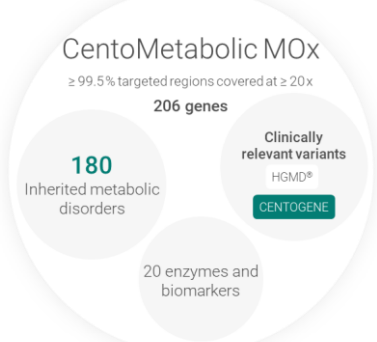 CentoMetabolic MOx
≥ 99.5% targeted regions covered at ≥ 20x
206 genes
180
Inherited metabolic
disorders
Clinically
relevant variants
HGMD®
CENTOGENE
20 enzymes and
biomarkers